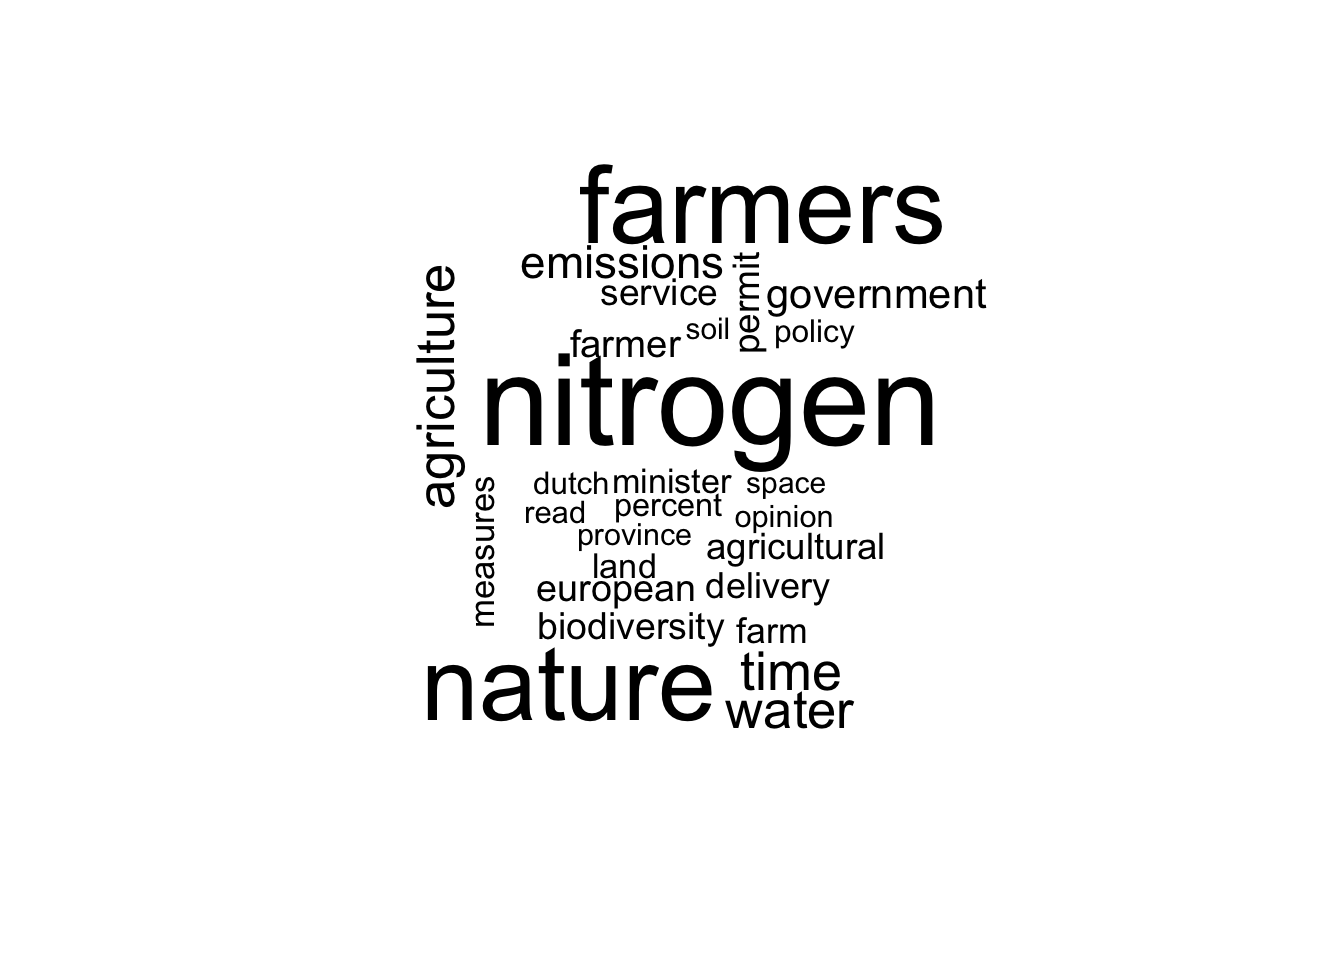 farmers
emissions
permit
service
government
agriculture
soil
policy
farmer
nitrogen
measures
dutch minister space
read percent opinion
province
agricultural
land
european delivery
biodiversity farm
nature time
water